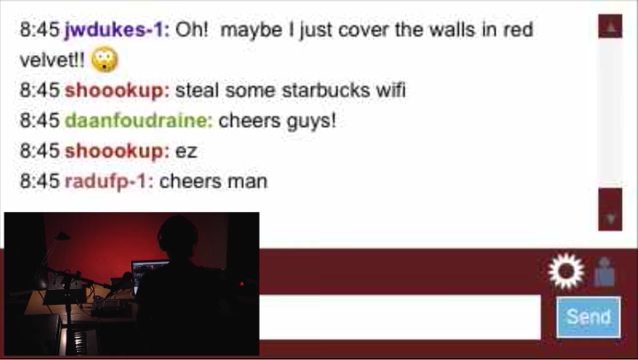 8:45 jwdukes-1: Oh! maybe I just cover the walls in red
velvet!!
8:45 shoookup: steal some starbucks wifi
8:45 daanfoudraine: cheers guys!
8:45 shoookup: ez
8:45 radufp-1: cheers man
Send